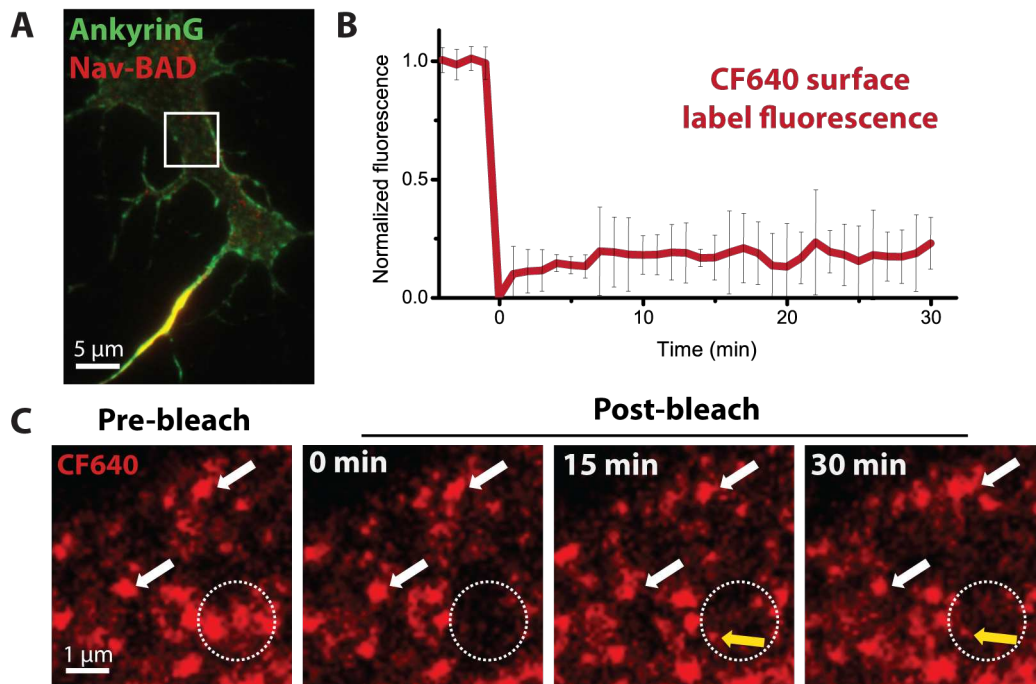 A
AnkyrinG
Nav-BAD
5 µm
B
CF640 surface
label fluorescence
Normalized fluorescence
1.0
0.5
0.0
0
10
20
30
Time (min)
C
Pre-bleach
Post-bleach
CF640
0 min
15 min
30 min
1 µm